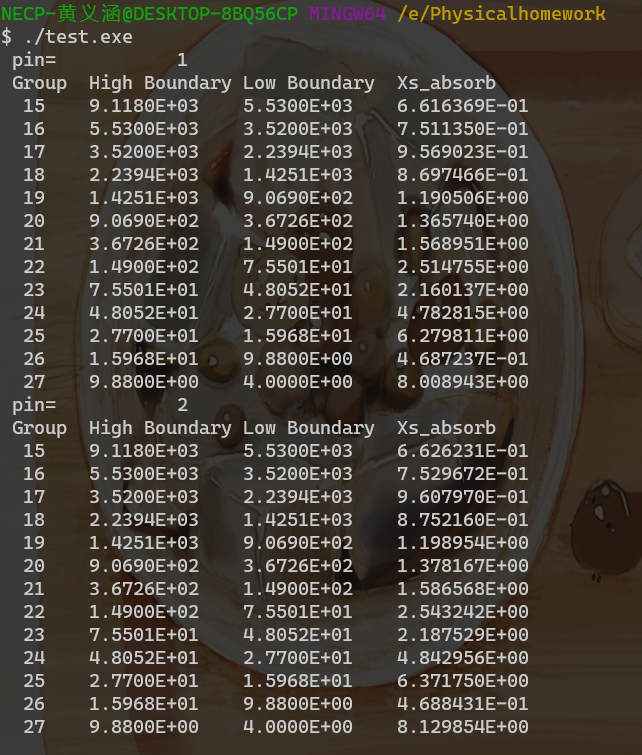 NECP-黄义涵@DESKTOP-8BQ56CP MINGW64 /e/Physicalhomework
$ ./test.exe
pin= 1
Group High Boundary Low Boundary Xs_absorb
15 9.1180E+03 5.5300E+03 6.616369E-01
16 5.5300E+03 3.5200E+03 7.511350E-01
17 3.5200E+03 2.2394E+03 9.569023E-01
18 2.2394E+03 1.4251E+03 8.697466E-01
19 1.4251E+03 9.0690E+02 1.190506E+00
20 9.0690E+02 3.6726E+02 1.365740E+00
21 3.6726E+02 1.4900E+02 1.568951E+00
22 1.4900E+02 7.5501E+01 2.514755E+00
23 7.5501E+01 4.8052E+01 2.160137E+00
24 4.8052E+01 2.7700E+01 4.782815E+00
25 2.7700E+01 1.5968E+01 6.279811E+00
26 1.5968E+01 9.8800E+00 4.687237E-01
27 9.8800E+00 4.0000E+00 8.008943E+00
pin= 2
Group High Boundary Low Boundary Xs_absorb
15 9.1180E+03 5.5300E+03 6.626231E-01
16 5.5300E+03 3.5200E+03 7.529672E-01
17 3.5200E+03 2.2394E+03 9.607970E-01
18 2.2394E+03 1.4251E+03 8.752160E-01
19 1.4251E+03 9.0690E+02 1.198954E+00
20 9.0690E+02 3.6726E+02 1.378167E+00
21 3.6726E+02 1.4900E+02 1.586568E+00
22 1.4900E+02 7.5501E+01 2.543242E+00
23 7.5501E+01 4.8052E+01 2.187529E+00
24 4.8052E+01 2.7700E+01 4.842956E+00
25 2.7700E+01 1.5968E+01 6.371750E+00
26 1.5968E+01 9.8800E+00 4.688431E-01
27 9.8800E+00 4.0000E+00 8.129854E+00